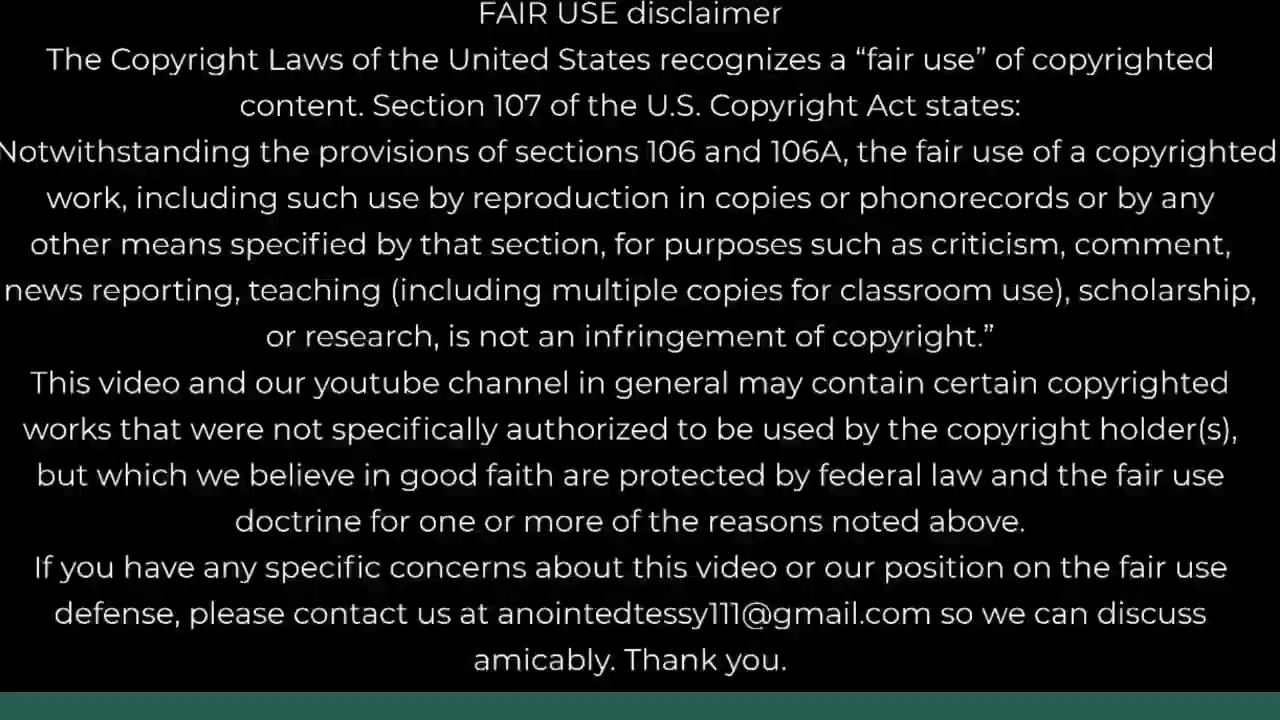 FAIR USE disclaimer
The Copyright Laws of the United States recognizes a “fair use” of copyrighted
content. Section 107 of the U.S. Copyright Act states:
Notwithstanding the provisions of sections 106 and 106A, the fair use of a copyrighted
work, including such use by reproduction in copies or phonorecords or by any
other means specified by that section, for purposes such as criticism, comment,
news reporting, teaching (including multiple copies for classroom use), scholarship,
or research, is not an infringement of copyright.”
This video and our youtube channel in general may contain certain copyrighted
works that were not specifically authorized to be used by the copyright holder(s),
but which we believe in good faith are protected by federal law and the fair use
doctrine for one or more of the reasons noted above.
If you have any specific concerns about this video or our position on the fair use
defense, please contact us at anointedtessy111@gmail.com so we can discuss
amicably. Thank you.